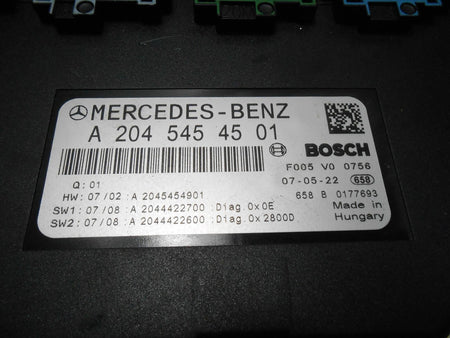 MERCEDES-BENZ
A 204 545 45 01
BOSCH
F005 V0 0756
Q: 01
07-05-22 658
HW: 07/02: A 2045454901
658 B 0177693
SW1: 07/08: A 2044422700: Diag. 0x0E
Made in
SW2: 07/08: A 2044422600: Diag. 0x2800D
Hungary